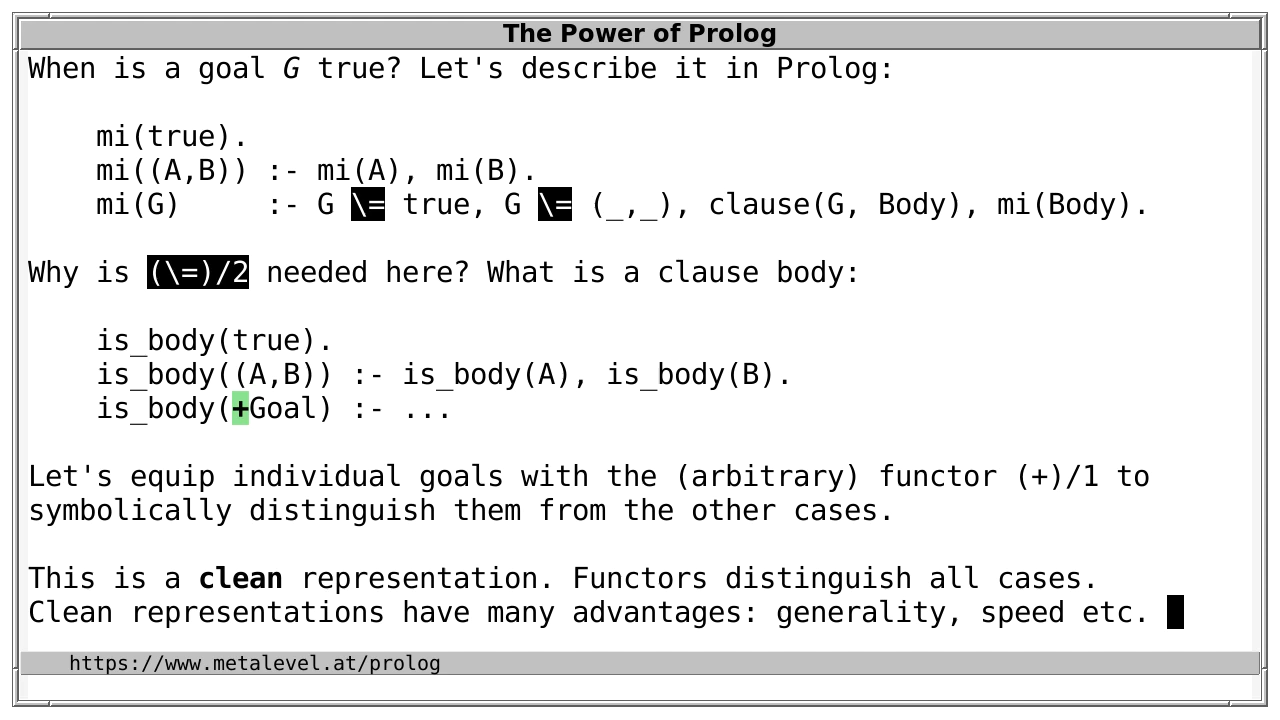 The Power of Prolog
When is a goal G true? Let's describe it in Prolog:
mi(true).
mi((A,B)) :- mi(A), mi(B).
mi(G)     :- G \= true, G \= (_,_), clause(G, Body), mi(Body).
Why is (\=)/2 needed here? What is a clause body:
is_body(true).
is_body((A,B)) :- is_body(A), is_body(B).
is_body(+Goal) :- ...
Let's equip individual goals with the (arbitrary) functor (+)/1 to
symbolically distinguish them from the other cases.
This is a clean representation. Functors distinguish all cases.
Clean representations have many advantages: generality, speed etc.
https://www.metalevel.at/prolog